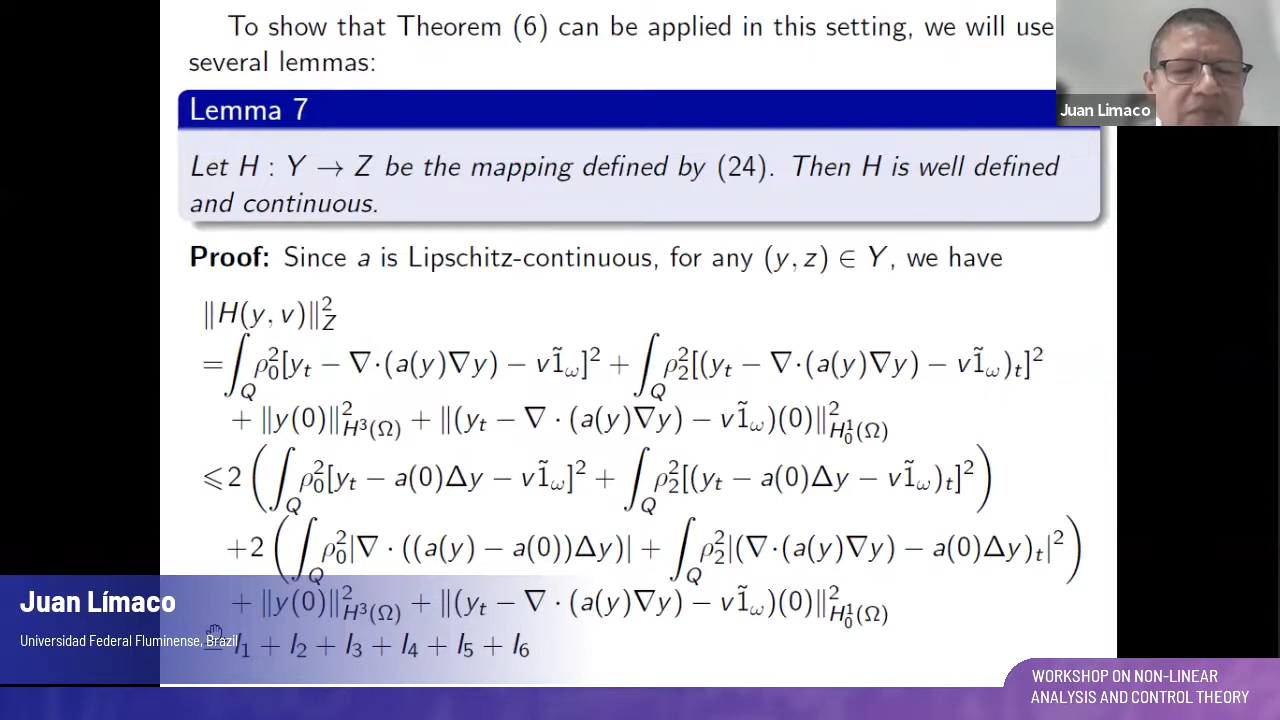 To show that Theorem (6) can be applied in this setting, we will use
several lemmas:
Juan Limaco
Lemma 7
Let H : Y → Z be the mapping defined by (24). Then H is well defined
and continuous.
Proof: Since a is Lipschitz-continuous, for any (y, z) ∈ Y, we have
‖H(y, v)‖²_Z
= ∫_Q ρ₀²[y_t − ∇·(a(y)∇y) − v1̃_ω]² + ∫_Q ρ₂²[(y_t − ∇·(a(y)∇y) − v1̃_ω)_t]²
+ ‖y(0)‖²_{H³(Ω)} + ‖(y_t − ∇ · (a(y)∇y) − v1̃_ω)(0)‖²_{H₀¹(Ω)}
⩽ 2 (∫_Q ρ₀²[y_t − a(0)Δy − v1̃_ω]² + ∫_Q ρ₂²[(y_t − a(0)Δy − v1̃_ω)_t]²)
+2 (∫_Q ρ₀²|∇ · ((a(y) − a(0))Δy)| + ∫_Q ρ₂²|(∇·(a(y)∇y) − a(0)Δy)_t|²)
+ ‖y(0)‖²_{H³(Ω)} + ‖(y_t − ∇ · (a(y)∇y) − v1̃_ω)(0)‖²_{H₀¹(Ω)}
= I₁ + I₂ + I₃ + I₄ + I₅ + I₆
Juan Límaco
Universidad Federal Fluminense, Brazil
WORKSHOP ON NON-LINEAR
ANALYSIS AND CONTROL THEORY